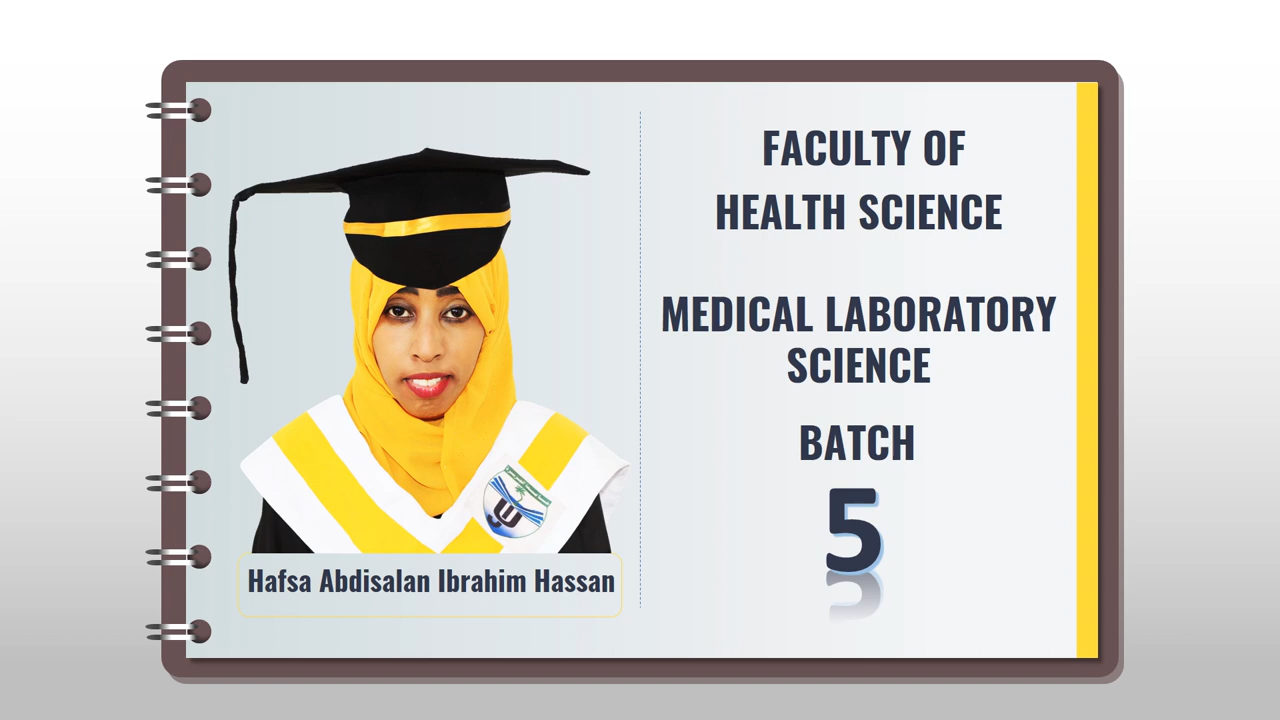 FACULTY OF
HEALTH SCIENCE
MEDICAL LABORATORY
SCIENCE
BATCH
5
Hafsa Abdisalan Ibrahim Hassan